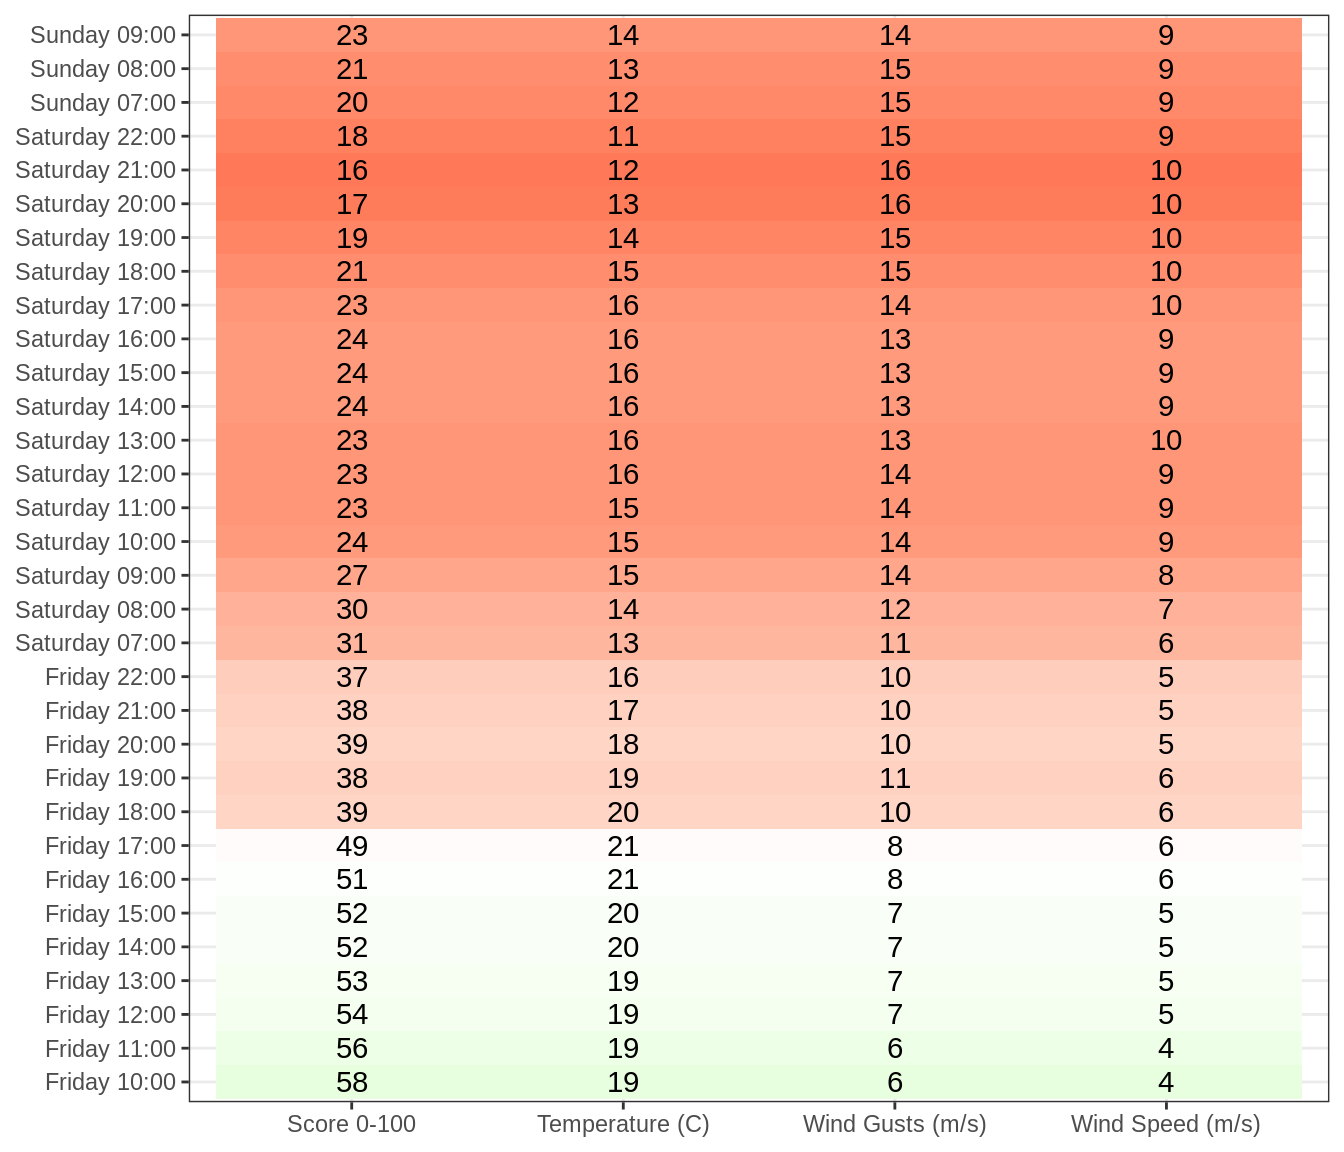 Sunday 09:00 23 14 14 9
Sunday 08:00 21 13 15 9
Sunday 07:00 20 12 15 9
Saturday 22:00 18 11 15 9
Saturday 21:00 16 12 16 10
Saturday 20:00 17 13 16 10
Saturday 19:00 19 14 15 10
Saturday 18:00 21 15 15 10
Saturday 17:00 23 16 14 10
Saturday 16:00 24 16 13 9
Saturday 15:00 24 16 13 9
Saturday 14:00 24 16 13 9
Saturday 13:00 23 16 13 10
Saturday 12:00 23 16 14 9
Saturday 11:00 23 15 14 9
Saturday 10:00 24 15 14 9
Saturday 09:00 27 15 14 8
Saturday 08:00 30 14 12 7
Saturday 07:00 31 13 11 6
Friday 22:00 37 16 10 5
Friday 21:00 38 17 10 5
Friday 20:00 39 18 10 5
Friday 19:00 38 19 11 6
Friday 18:00 39 20 10 6
Friday 17:00 49 21 8 6
Friday 16:00 51 21 8 6
Friday 15:00 52 20 7 5
Friday 14:00 52 20 7 5
Friday 13:00 53 19 7 5
Friday 12:00 54 19 7 5
Friday 11:00 56 19 6 4
Friday 10:00 58 19 6 4
Score 0-100 Temperature (C) Wind Gusts (m/s) Wind Speed (m/s)